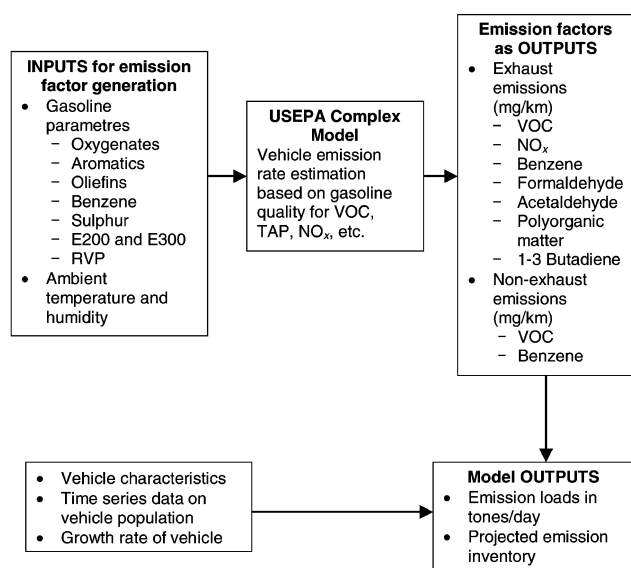 INPUTS for emission
factor generation
• Gasoline
parametres
– Oxygenates
– Aromatics
– Oliefins
– Benzene
– Sulphur
– E200 and E300
– RVP
• Ambient
temperature and
humidity
USEPA Complex
Model
Vehicle emission
rate estimation
based on gasoline
quality for VOC,
TAP, NOx, etc.
Emission factors
as OUTPUTS
• Exhaust
emissions
(mg/km)
– VOC
– NOx
– Benzene
– Formaldehyde
– Acetaldehyde
– Polyorganic
matter
– 1-3 Butadiene
• Non-exhaust
emissions
(mg/km)
– VOC
– Benzene
• Vehicle characteristics
• Time series data on
vehicle population
• Growth rate of vehicle
Model OUTPUTS
• Emission loads in
tones/day
• Projected emission
inventory